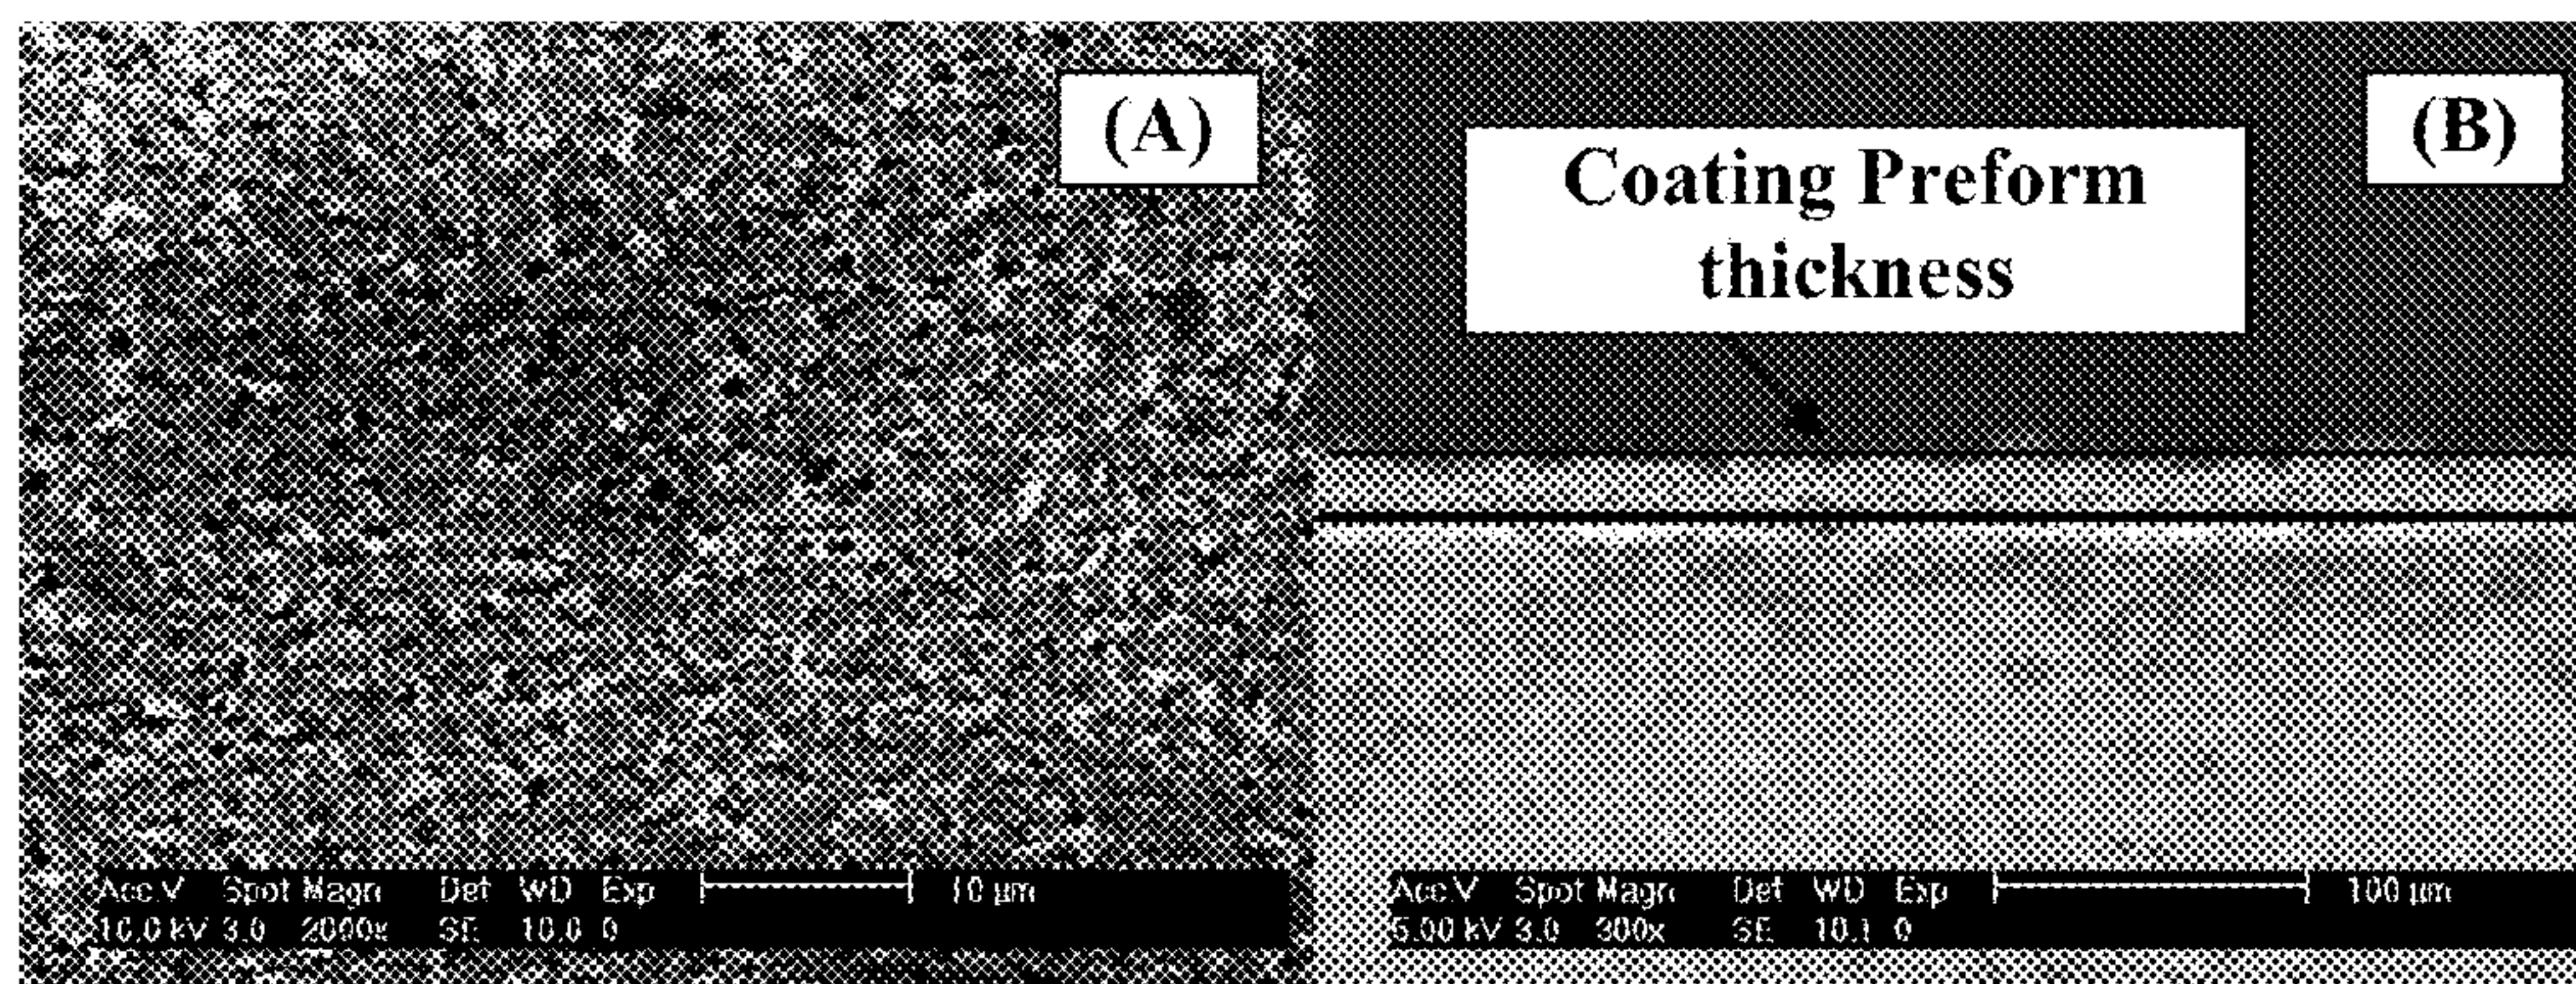 (A)
(B)
Coating Preform
thickness
Acc.V Spot Magn Det WD Exp 10 µm
10.0 kV 3.0 2000x SE 10.0 0
Acc.V Spot Magn Det WD Exp 100 µm
5.00 kV 3.0 300x SE 10.1 0